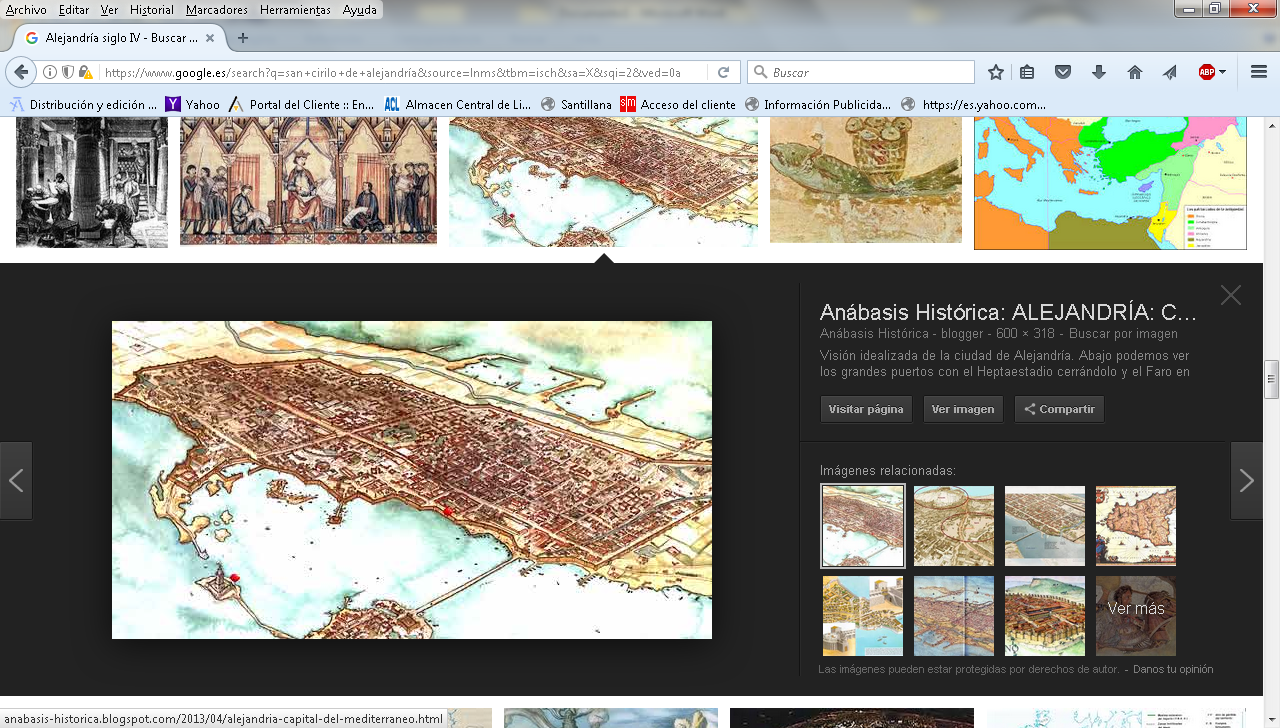 Archivo Editar Ver Historial Marcadores Herramientas Ayuda
Alejandría siglo IV - Buscar ...
https://www.google.es/search?q=san+cirilo+de+alejandría&source=lnms&tbm=isch&sa=X&sqi=2&ved=0a
Buscar
ABP
Distribución y edición ... Yahoo Portal del Cliente :: En... ACL Almacén Central de Li... Santillana sm Acceso del cliente Información Publicac... https://es.yahoo.com...
Anábasis Histórica: ALEJANDRÍA: C...
Anábasis Histórica - blogger - 600 × 318 - Buscar por imagen
Visión idealizada de la ciudad de Alejandría. Abajo podemos ver
los grandes puertos con el Heptaestadio cerrándolo y el Faro en
Visitar página Ver imagen Compartir
Imágenes relacionadas:
Ver más
Las imágenes pueden estar protegidas por derechos de autor. - Danos tu opinión
anabasis-historica.blogspot.com/2013/04/alejandria-capital-del-mediterraneo.html